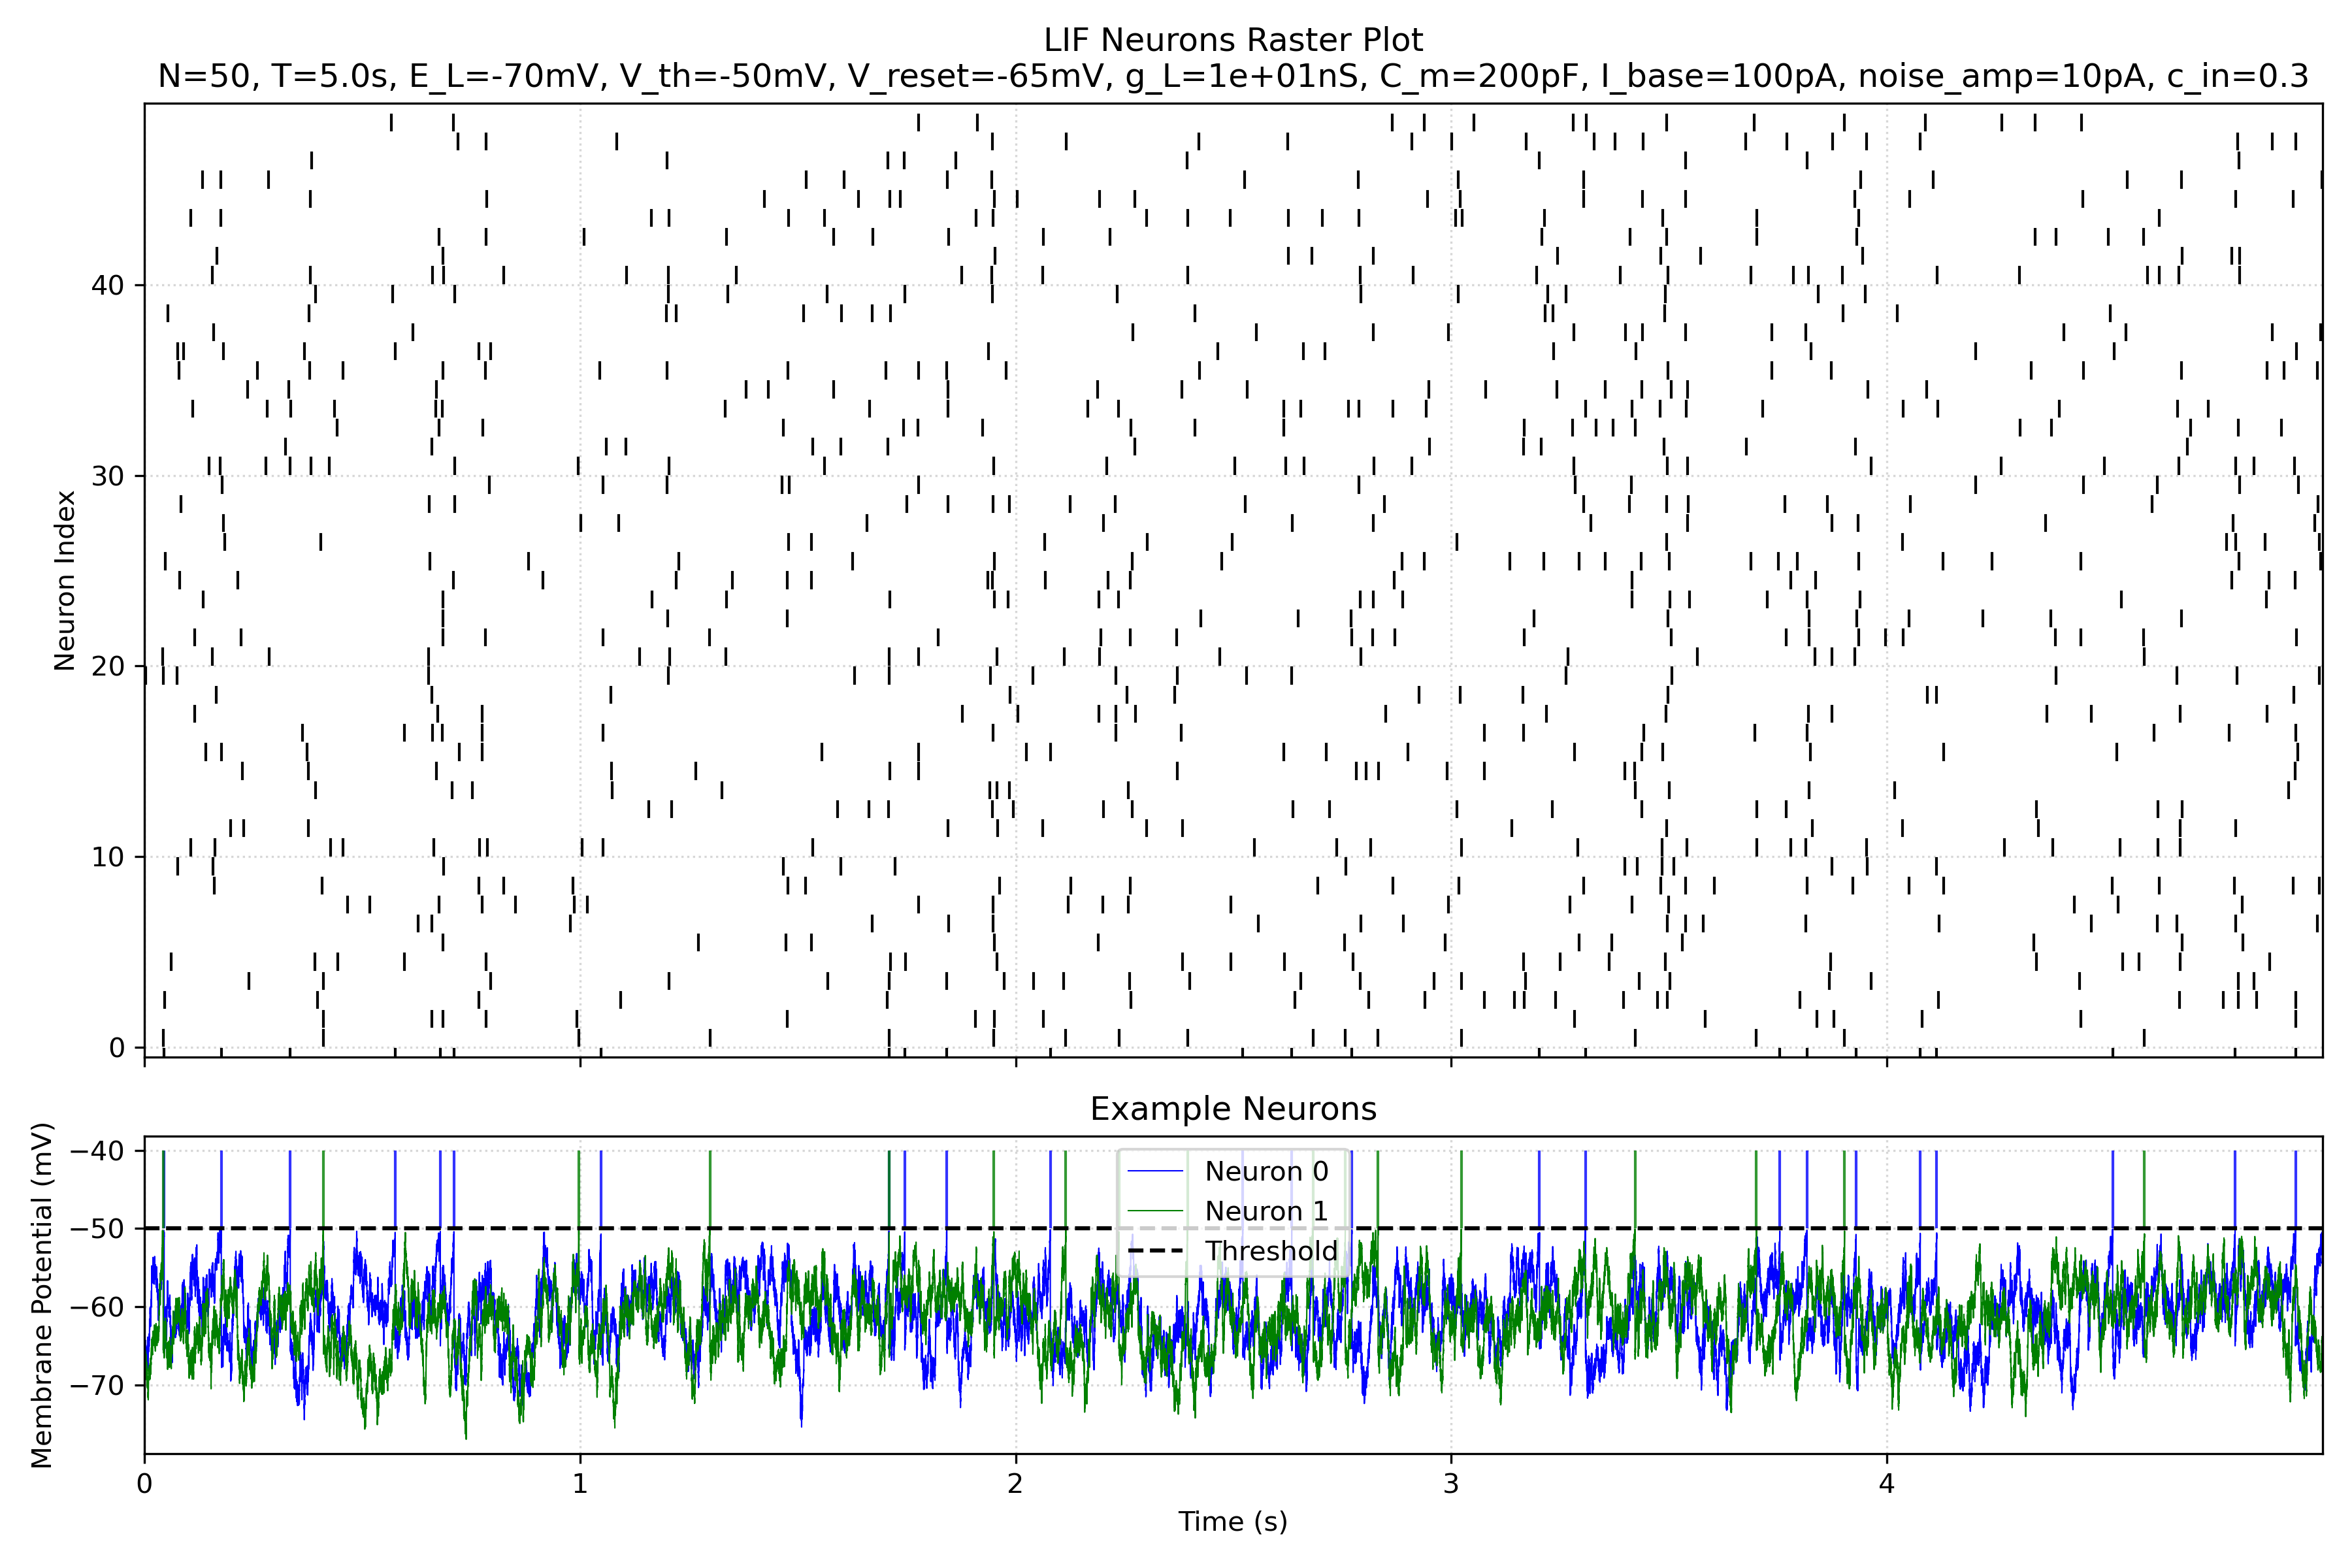 LIF Neurons Raster Plot
N=50, T=5.0s, E_L=-70mV, V_th=-50mV, V_reset=-65mV, g_L=1e+01nS, C_m=200pF, I_base=100pA, noise_amp=10pA, c_in=0.3
Neuron Index
40
30
20
10
0
Example Neurons
Membrane Potential (mV)
−40
−50
−60
−70
Neuron 0
Neuron 1
Threshold
0 1 2 3 4
Time (s)